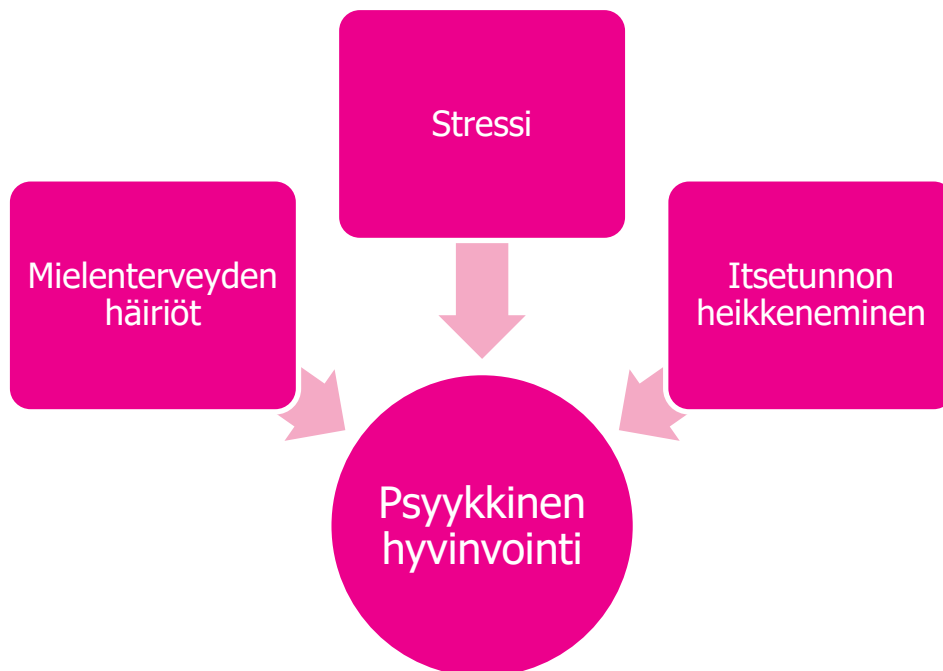 Stressi
Mielenterveyden
häiriöt
Itsetunnon
heikkeneminen
Psyykkinen
hyvinvointi